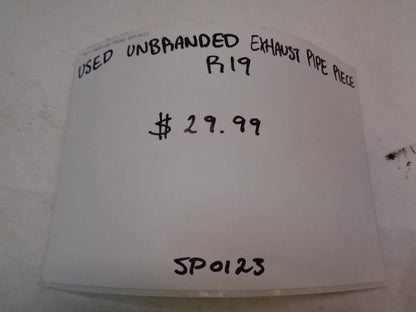 USED UNBRANDED EXHAUST PIPE PIECE
R19
$ 29.99
SP0123